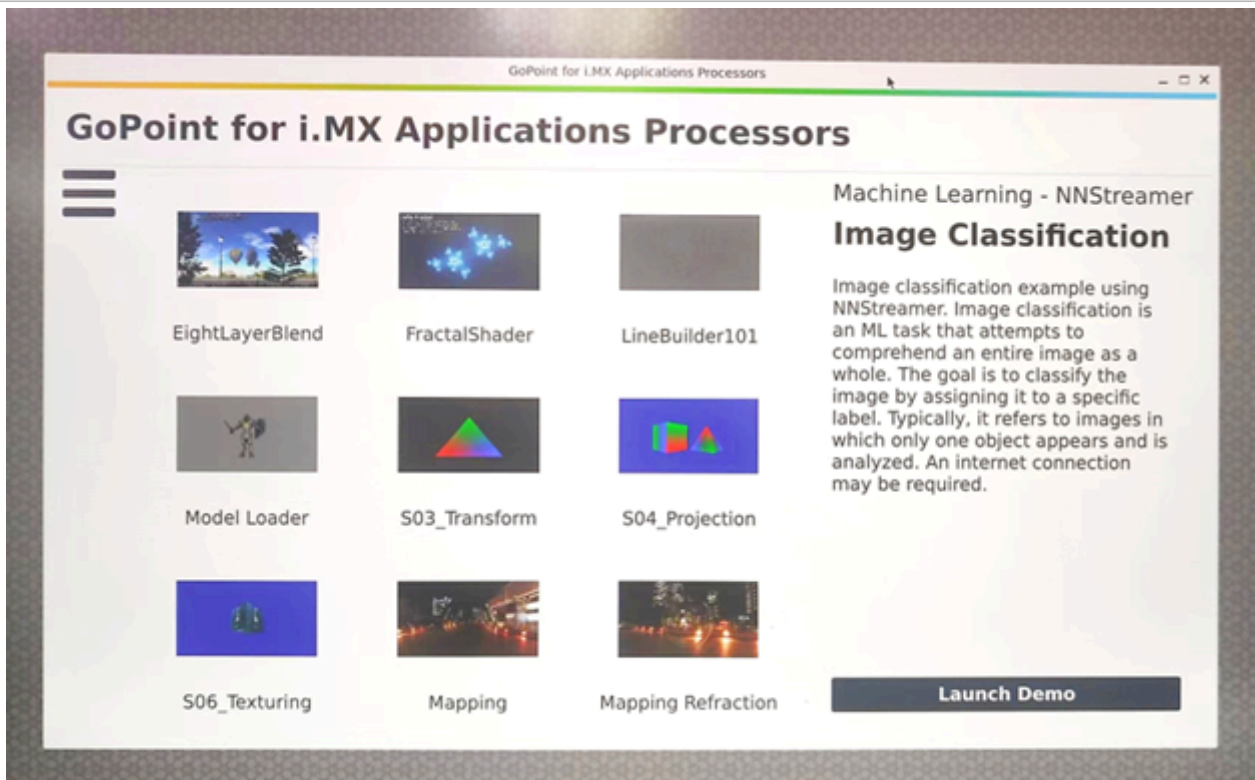 GoPoint for i.MX Applications Processors
GoPoint for i.MX Applications Processors
EightLayerBlend
FractalShader
LineBuilder101
Model Loader
S03_Transform
S04_Projection
S06_Texturing
Mapping
Mapping Refraction
Machine Learning - NNStreamer
Image Classification
Image classification example using
NNStreamer. Image classification is
an ML task that attempts to
comprehend an entire image as a
whole. The goal is to classify the
image by assigning it to a specific
label. Typically, it refers to images in
which only one object appears and is
analyzed. An internet connection
may be required.
Launch Demo